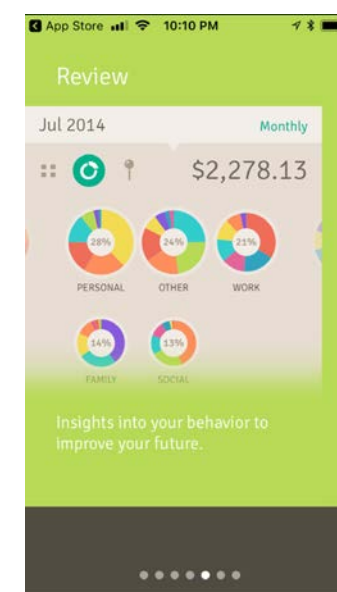 App Store 10:10 PM
Review
Jul 2014 Monthly
$2,278.13
28% 24% 21%
PERSONAL OTHER WORK
14% 13%
FAMILY SOCIAL
Insights into your behavior to
improve your future.